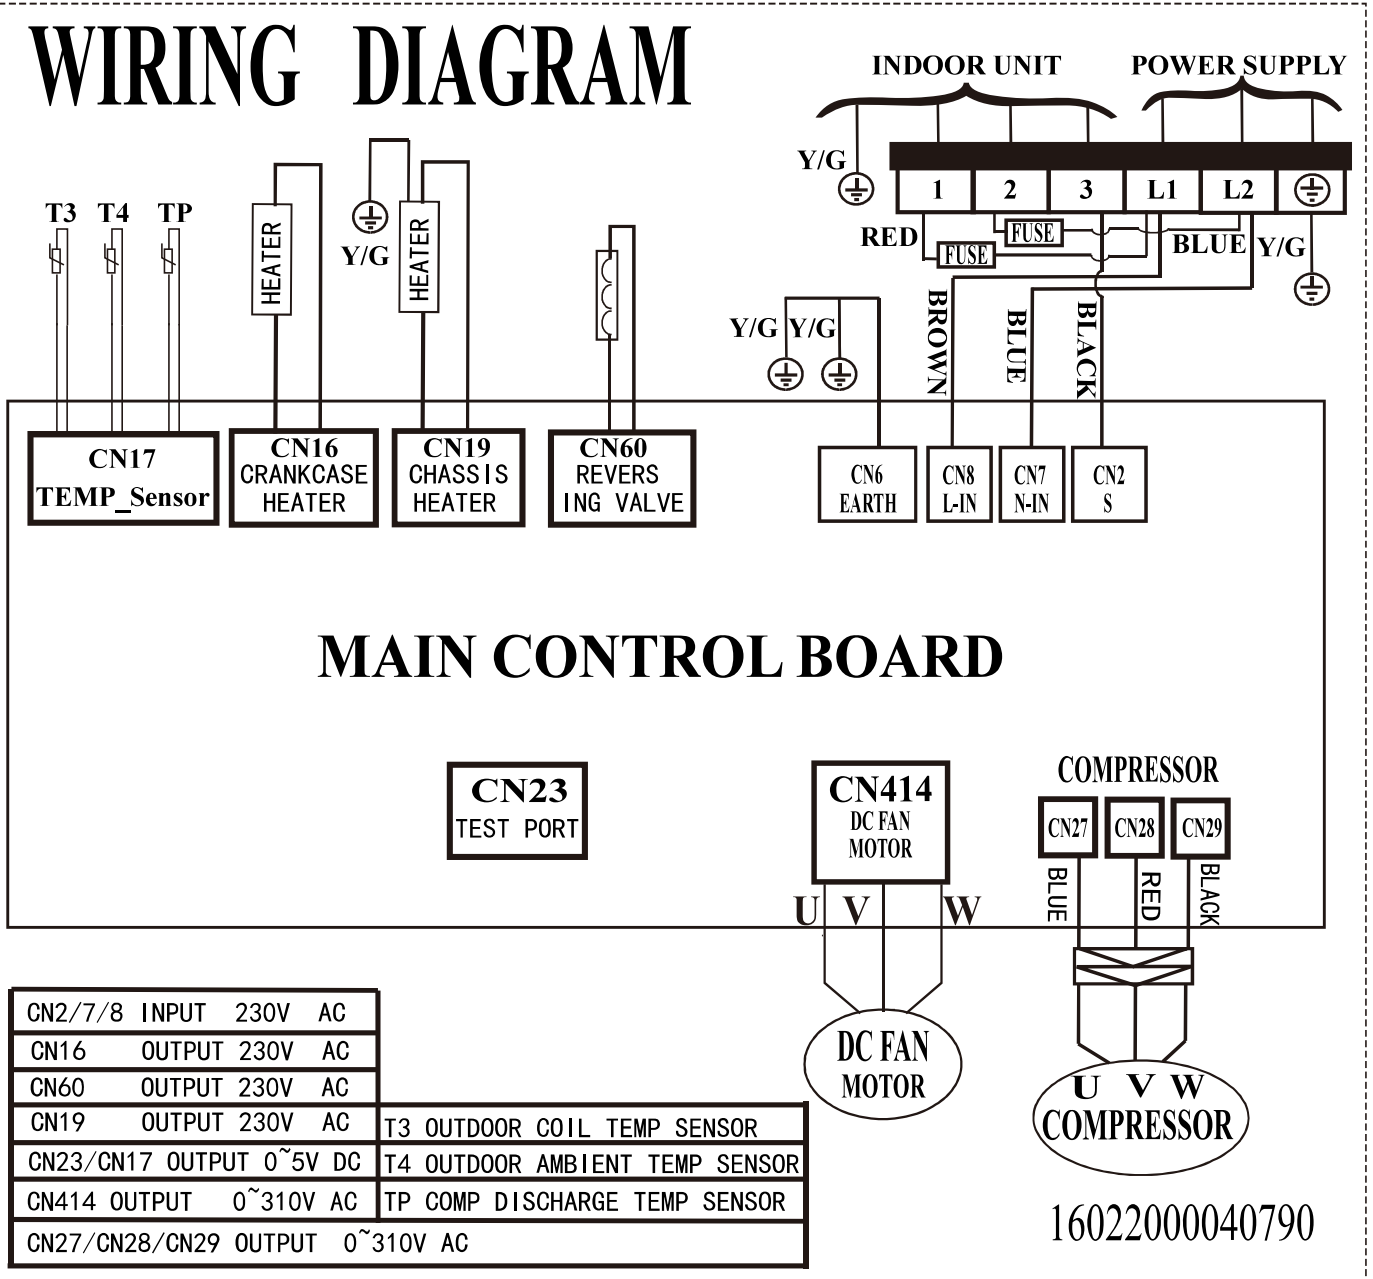 WIRING DIAGRAM
INDOOR UNIT POWER SUPPLY
Y/G
1 2 3 L1 L2
RED FUSE BLUE Y/G
FUSE
T3 T4 TP
HEATER
Y/G
HEATER
Y/G Y/G
BROWN
BLUE
BLACK
CN17
TEMP_Sensor
CN16
CRANKCASE
HEATER
CN19
CHASSIS
HEATER
CN60
REVERS
ING VALVE
CN6
EARTH
CN8
L-IN
CN7
N-IN
CN2
S
MAIN CONTROL BOARD
CN23
TEST PORT
CN414
DC FAN
MOTOR
U V W
DC FAN
MOTOR
COMPRESSOR
CN27 CN28 CN29
BLUE
RED
BLACK
U V W
COMPRESSOR
CN2/7/8 INPUT 230V AC
CN16 OUTPUT 230V AC
CN60 OUTPUT 230V AC
CN19 OUTPUT 230V AC
T3 OUTDOOR COIL TEMP SENSOR
CN23/CN17 OUTPUT 0~5V DC
T4 OUTDOOR AMBIENT TEMP SENSOR
CN414 OUTPUT 0~310V AC
TP COMP DISCHARGE TEMP SENSOR
CN27/CN28/CN29 OUTPUT 0~310V AC
16022000040790